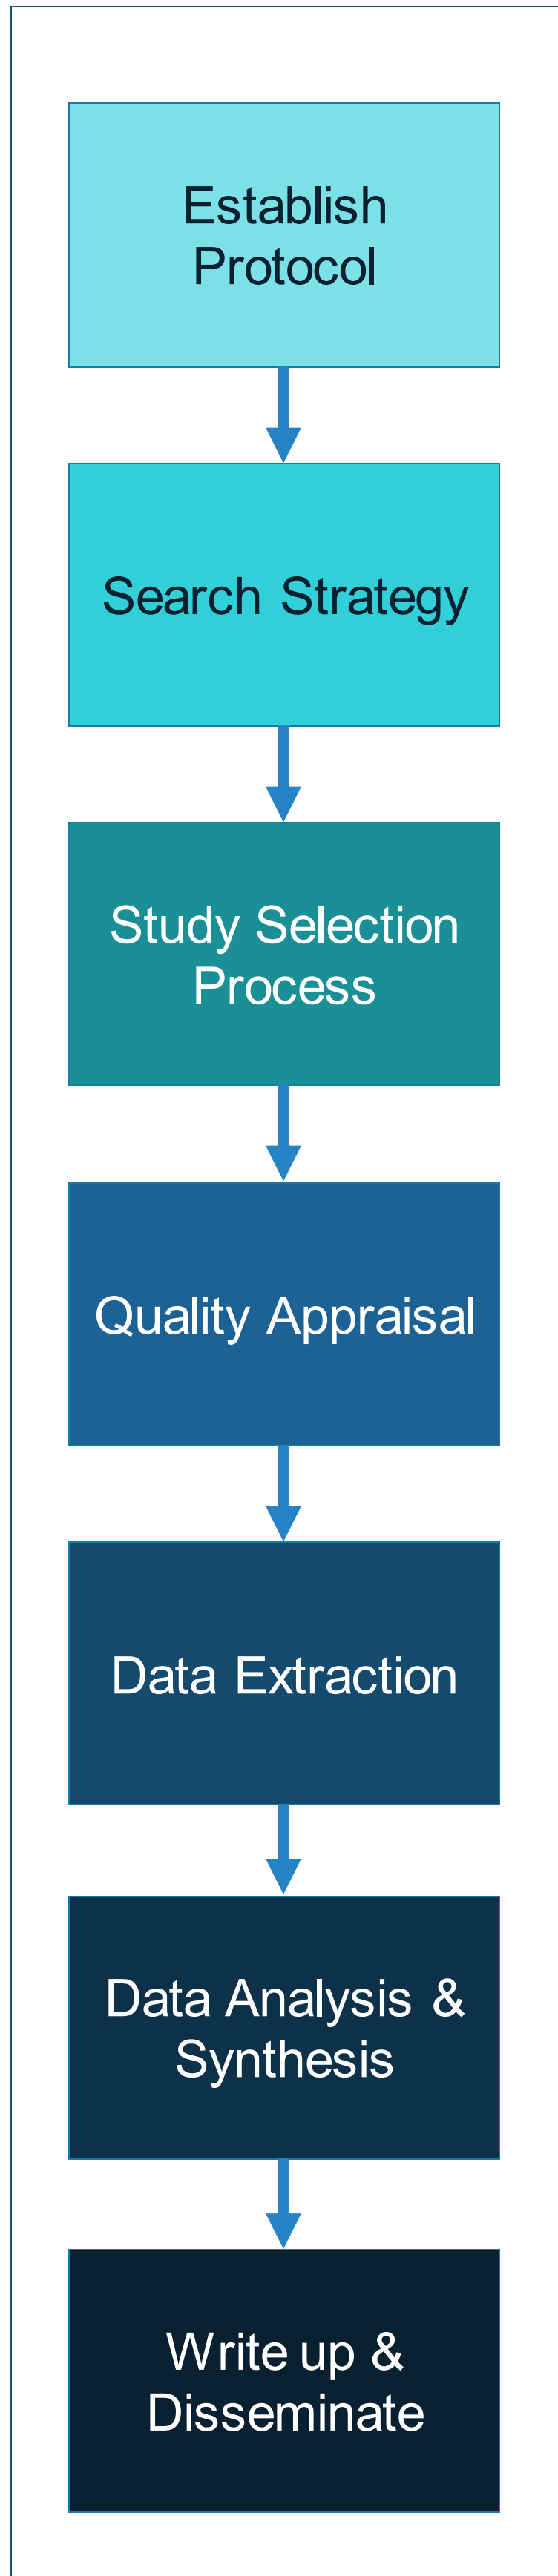 Establish
Protocol
Search Strategy
Study Selection
Process
Quality Appraisal
Data Extraction
Data Analysis &
Synthesis
Write up &
Disseminate